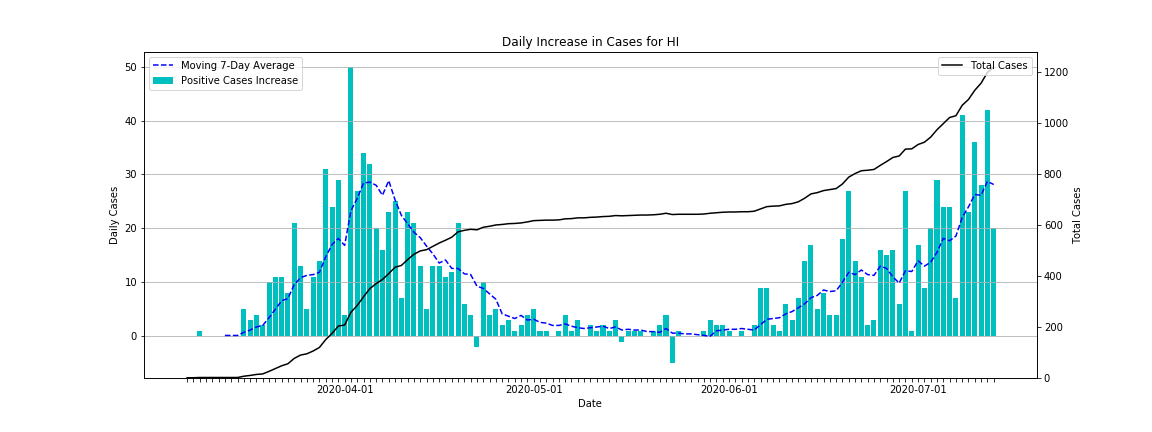 Daily Increase in Cases for HI
Moving 7-Day Average
Positive Cases Increase
Total Cases
50
40
30
20
10
0
Daily Cases
1200
1000
800
600
400
200
0
Total Cases
2020-04-01
2020-05-01
2020-06-01
2020-07-01
Date